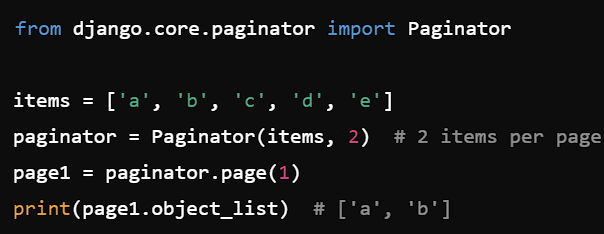 from django.core.paginator import Paginator
items = ['a', 'b', 'c', 'd', 'e']
paginator = Paginator(items, 2)  # 2 items per page
page1 = paginator.page(1)
print(page1.object_list)  # ['a', 'b']